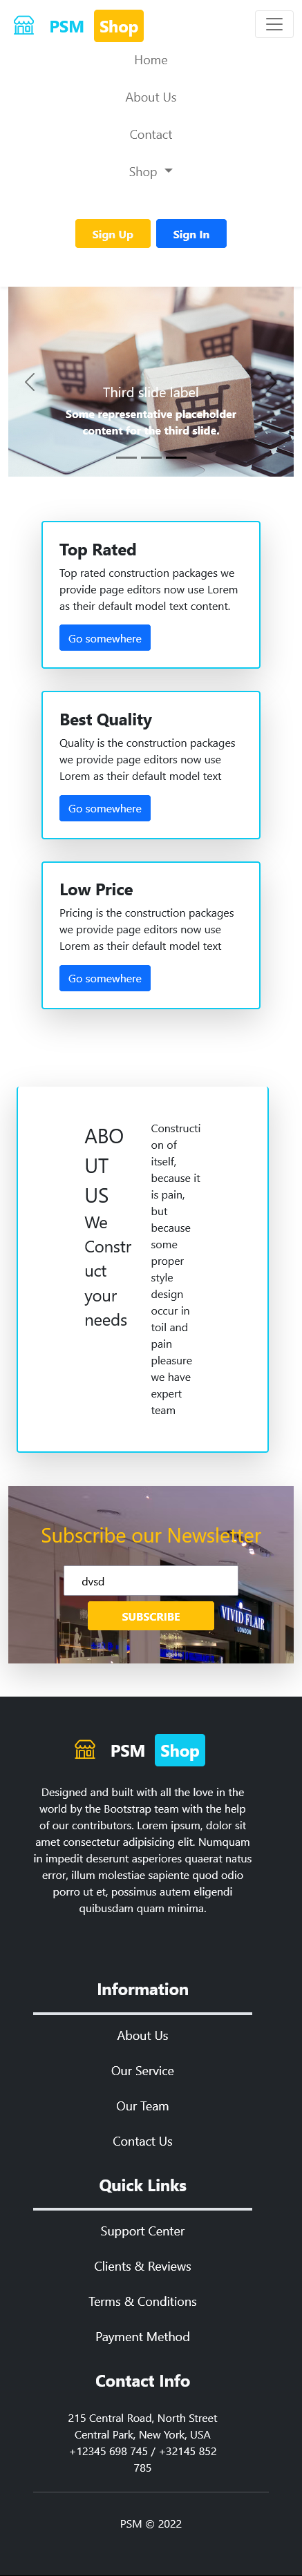 PSM Shop
Home
About Us
Contact
Shop
Sign Up Sign In
Third slide label
Some representative placeholder
content for the third slide.
Top Rated
Top rated construction packages we
provide page editors now use Lorem
as their default model text content.
Go somewhere
Best Quality
Quality is the construction packages
we provide page editors now use
Lorem as their default model text
Go somewhere
Low Price
Pricing is the construction packages
we provide page editors now use
Lorem as their default model text
Go somewhere
ABO
UT
US
We
Constr
uct
your
needs
Constructi
on of
itself,
because it
is pain,
but
because
some
proper
style
design
occur in
toil and
pain
pleasure
we have
expert
team
Subscribe our Newsletter
dvsd
SUBSCRIBE
VIVID FLAIR
LONDON
PSM Shop
Designed and built with all the love in the
world by the Bootstrap team with the help
of our contributors. Lorem ipsum, dolor sit
amet consectetur adipisicing elit. Numquam
in impedit deserunt asperiores quaerat natus
error, illum molestiae sapiente quod odio
porro ut et, possimus autem eligendi
quibusdam quam minima.
Information
About Us
Our Service
Our Team
Contact Us
Quick Links
Support Center
Clients & Reviews
Terms & Conditions
Payment Method
Contact Info
215 Central Road, North Street
Central Park, New York, USA
+12345 698 745 / +32145 852
785
PSM © 2022